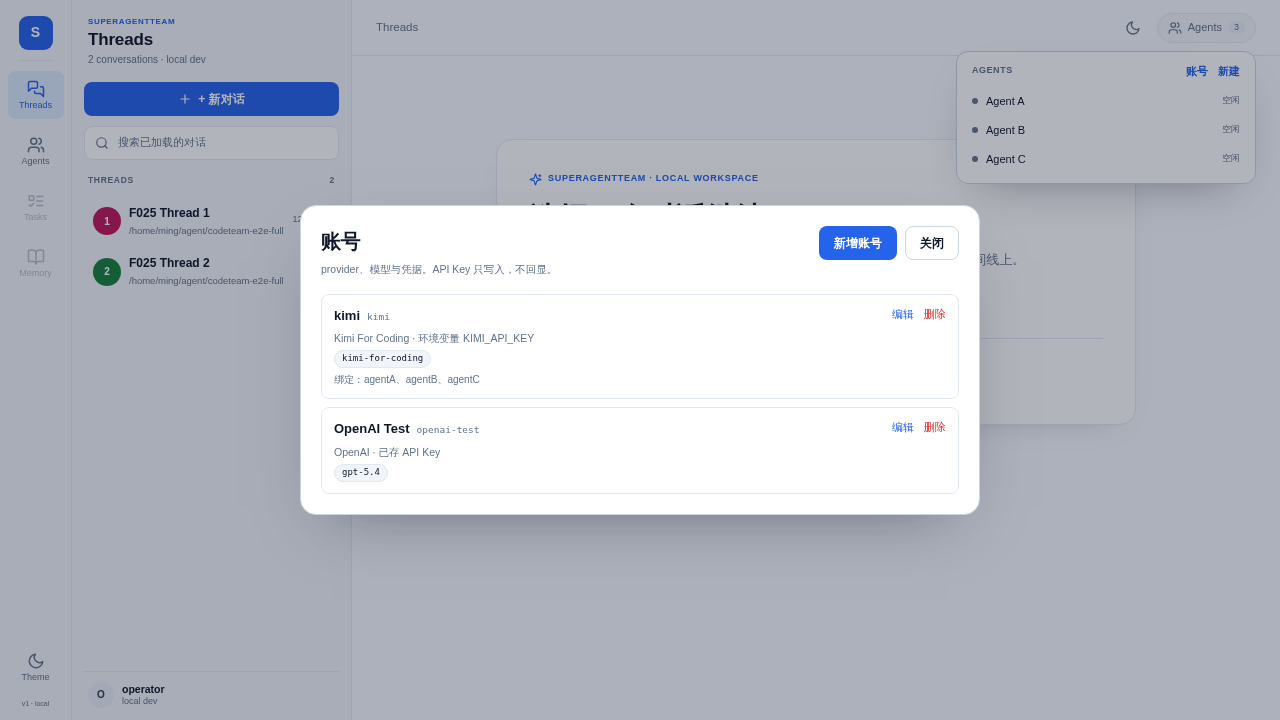 S
Threads
Agents
Tasks
Memory
Theme
v1 · local
SUPERAGENTTEAM
Threads
2 conversations · local dev
+ 新对话
搜索已加载的对话
THREADS 2
1
F025 Thread 1
/home/ming/agent/codeteam-e2e-full
2
F025 Thread 2
/home/ming/agent/codeteam-e2e-full
O
operator
local dev
Threads
Agents 3
AGENTS 账号 新建
Agent A 空闲
Agent B 空闲
Agent C 空闲
SUPERAGENTTEAM · LOCAL WORKSPACE
线上。
账号
新增账号 关闭
provider、模型与凭据。API Key 只写入，不回显。
kimi kimi 编辑 删除
Kimi For Coding · 环境变量 KIMI_API_KEY
kimi-for-coding
绑定：agentA、agentB、agentC
OpenAI Test openai-test 编辑 删除
OpenAI · 已存 API Key
gpt-5.4